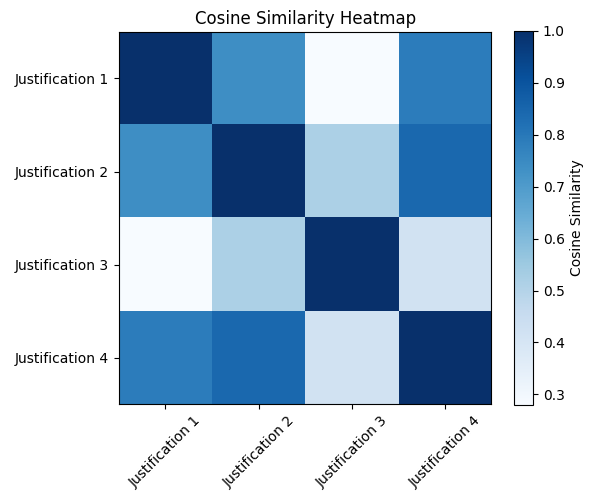 Cosine Similarity Heatmap
Justification 1
Justification 2
Justification 3
Justification 4
Justification 1
Justification 2
Justification 3
Justification 4
1.0
0.9
0.8
0.7
0.6
0.5
0.4
0.3
Cosine Similarity